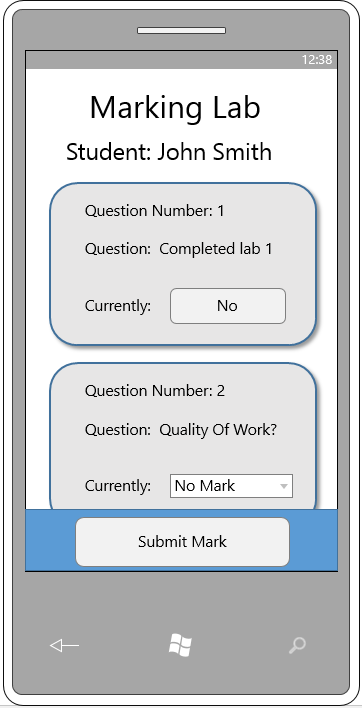 12:38
Marking Lab
Student: John Smith
Question Number: 1
Question: Completed lab 1
Currently: No
Question Number: 2
Question: Quality Of Work?
Currently: No Mark
Submit Mark